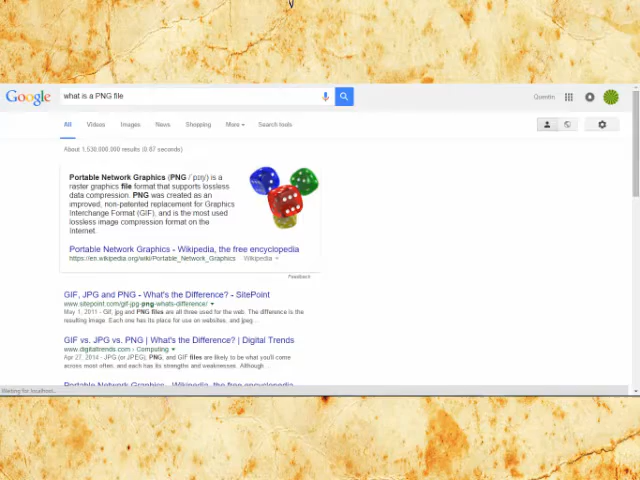 Google what is a PNG file Quentin
All Videos Images News Shopping More Search tools
About 1,530,000,000 results (0.67 seconds)
Portable Network Graphics (PNG /ˈpɪŋ/) is a
raster graphics file format that supports lossless
data compression. PNG was created as an
improved, non-patented replacement for Graphics
Interchange Format (GIF), and is the most used
lossless image compression format on the
Internet.
Portable Network Graphics - Wikipedia, the free encyclopedia
https://en.wikipedia.org/wiki/Portable_Network_Graphics Wikipedia
Feedback
GIF, JPG and PNG - What's the Difference? - SitePoint
www.sitepoint.com/gif-jpg-png-whats-difference/
May 1, 2011 - Gif, jpg and PNG files are all three used for the web. The difference is the
resulting image. Each one has its place for use on websites, and jpeg ...
GIF vs. JPG vs. PNG | What's the Difference? | Digital Trends
www.digitaltrends.com › Computing
Apr 27, 2014 - JPG (or JPEG), PNG, and GIF files are likely to be what you'll come
across most often, and each has its strengths and weaknesses. Although ...
Portable Network Graphics - Wikipedia, the free encyclopedia
Waiting for localhost...